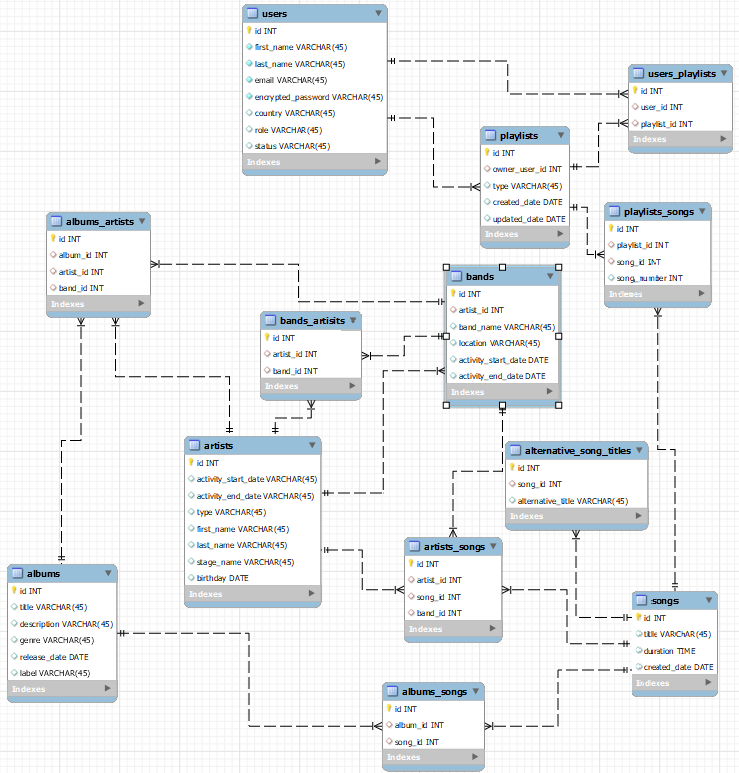 users
id INT
first_name VARCHAR(45)
last_name VARCHAR(45)
email VARCHAR(45)
encrypted_password VARCHAR(45)
country VARCHAR(45)
role VARCHAR(45)
status VARCHAR(45)
Indexes
users_playlists
id INT
user_id INT
playlist_id INT
Indexes
playlists
id INT
owner_user_id INT
type VARCHAR(45)
created_date DATE
updated_date DATE
Indexes
playlists_songs
id INT
playlist_id INT
song_id INT
song_number INT
Indexes
albums_artists
id INT
album_id INT
artist_id INT
band_id INT
Indexes
bands
id INT
artist_id INT
band_name VARCHAR(45)
location VARCHAR(45)
activity_start_date DATE
activity_end_date DATE
Indexes
bands_artisits
id INT
artist_id INT
band_id INT
Indexes
artists
id INT
activity_start_date VARCHAR(45)
activity_end_date VARCHAR(45)
type VARCHAR(45)
first_name VARCHAR(45)
last_name VARCHAR(45)
stage_name VARCHAR(45)
birthday DATE
Indexes
alternative_song_titles
id INT
song_id INT
alternative_title VARCHAR(45)
Indexes
artists_songs
id INT
artist_id INT
song_id INT
band_id INT
Indexes
albums
id INT
title VARCHAR(45)
description VARCHAR(45)
genre VARCHAR(45)
release_date DATE
label VARCHAR(45)
Indexes
songs
id INT
title VARCHAR(45)
duration TIME
created_date DATE
Indexes
albums_songs
id INT
album_id INT
song_id INT
Indexes